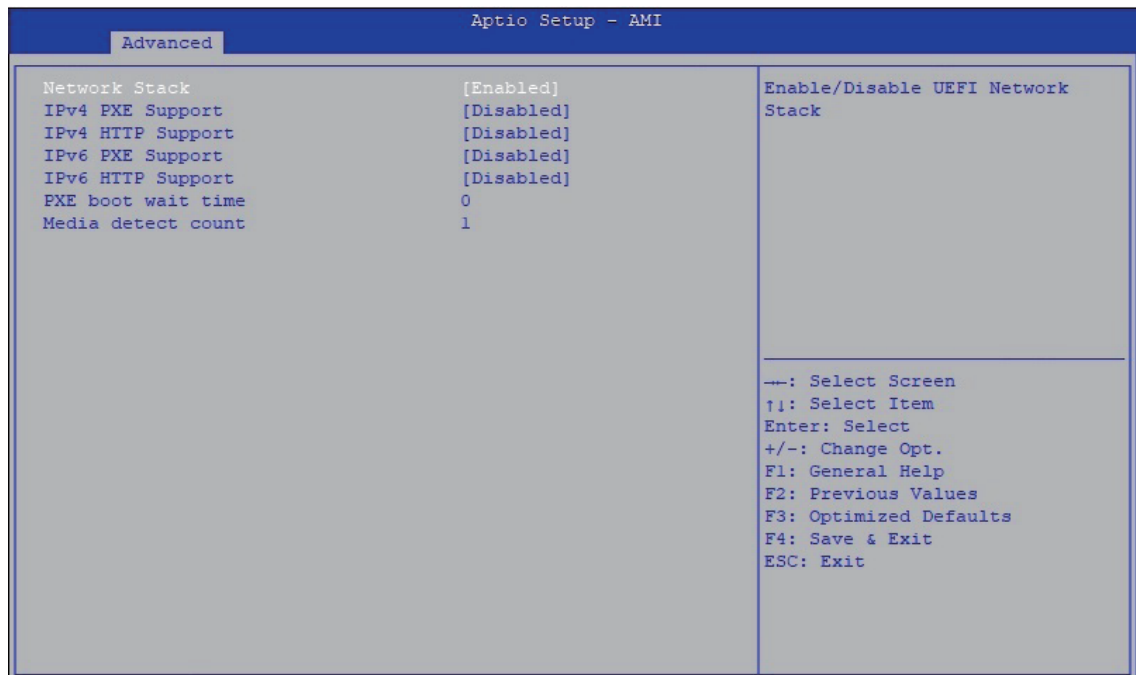 Aptio Setup - AMI
Advanced
Network Stack [Enabled]
IPv4 PXE Support [Disabled]
IPv4 HTTP Support [Disabled]
IPv6 PXE Support [Disabled]
IPv6 HTTP Support [Disabled]
PXE boot wait time 0
Media detect count 1
Enable/Disable UEFI Network
Stack
→←: Select Screen
↑↓: Select Item
Enter: Select
+/-: Change Opt.
F1: General Help
F2: Previous Values
F3: Optimized Defaults
F4: Save & Exit
ESC: Exit